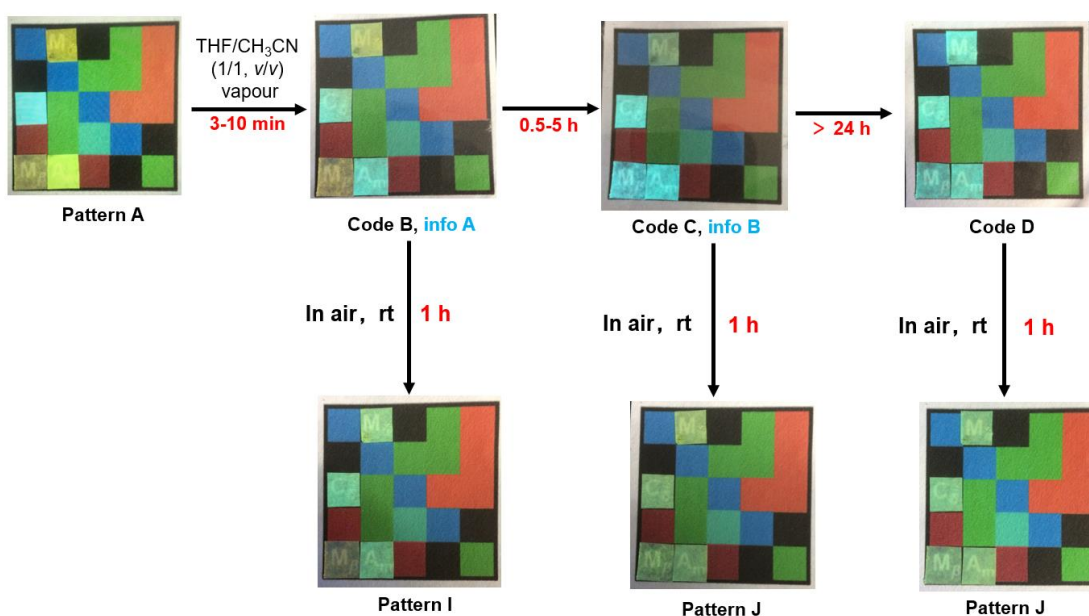 THF/CH₃CN
(1/1, v/v)
vapour
3-10 min
0.5-5 h
> 24 h
Pattern A
Code B, info A
Code C, info B
Code D
In air, rt 1 h
In air, rt 1 h
In air, rt 1 h
Pattern I
Pattern J
Pattern J